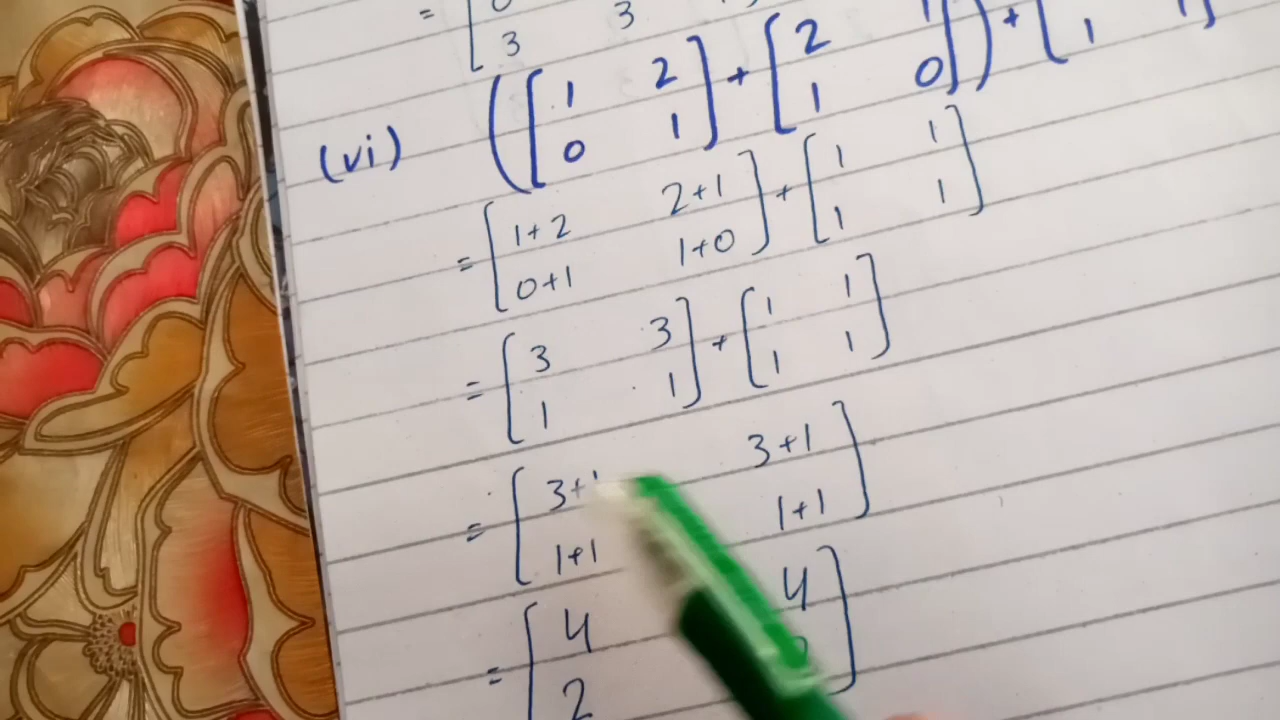 = [ 0
3 3
(vi) ( [ 1 2 ] + [ 2 1 ] ) + [
0 1 1 0 1 1
= [ 1+2 2+1 ] + [ 1 1 ]
0+1 1+0 1 1
= [ 3 3 ] + [ 1 1 ]
1 1 1 1
= [ 3+1 3+1 ]
1+1 1+1
= [ 4 4 ]
2